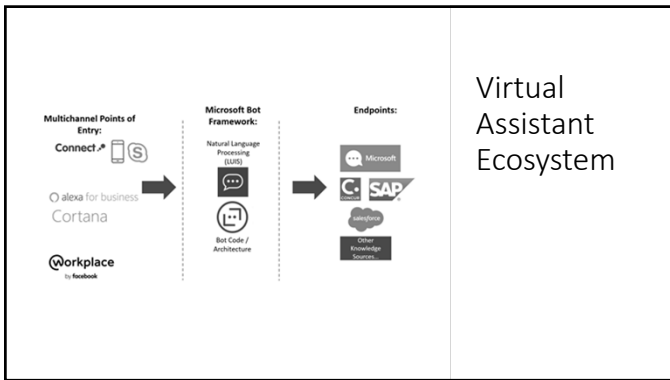 Multichannel Points of
Entry:
Connect
S
alexa for business
Cortana
Workplace
by facebook
Microsoft Bot
Framework:
Natural Language
Processing
(LUIS)
Bot Code /
Architecture
Endpoints:
Microsoft
C.
CONCUR
SAP
salesforce
Other
Knowledge
Sources...
Virtual
Assistant
Ecosystem